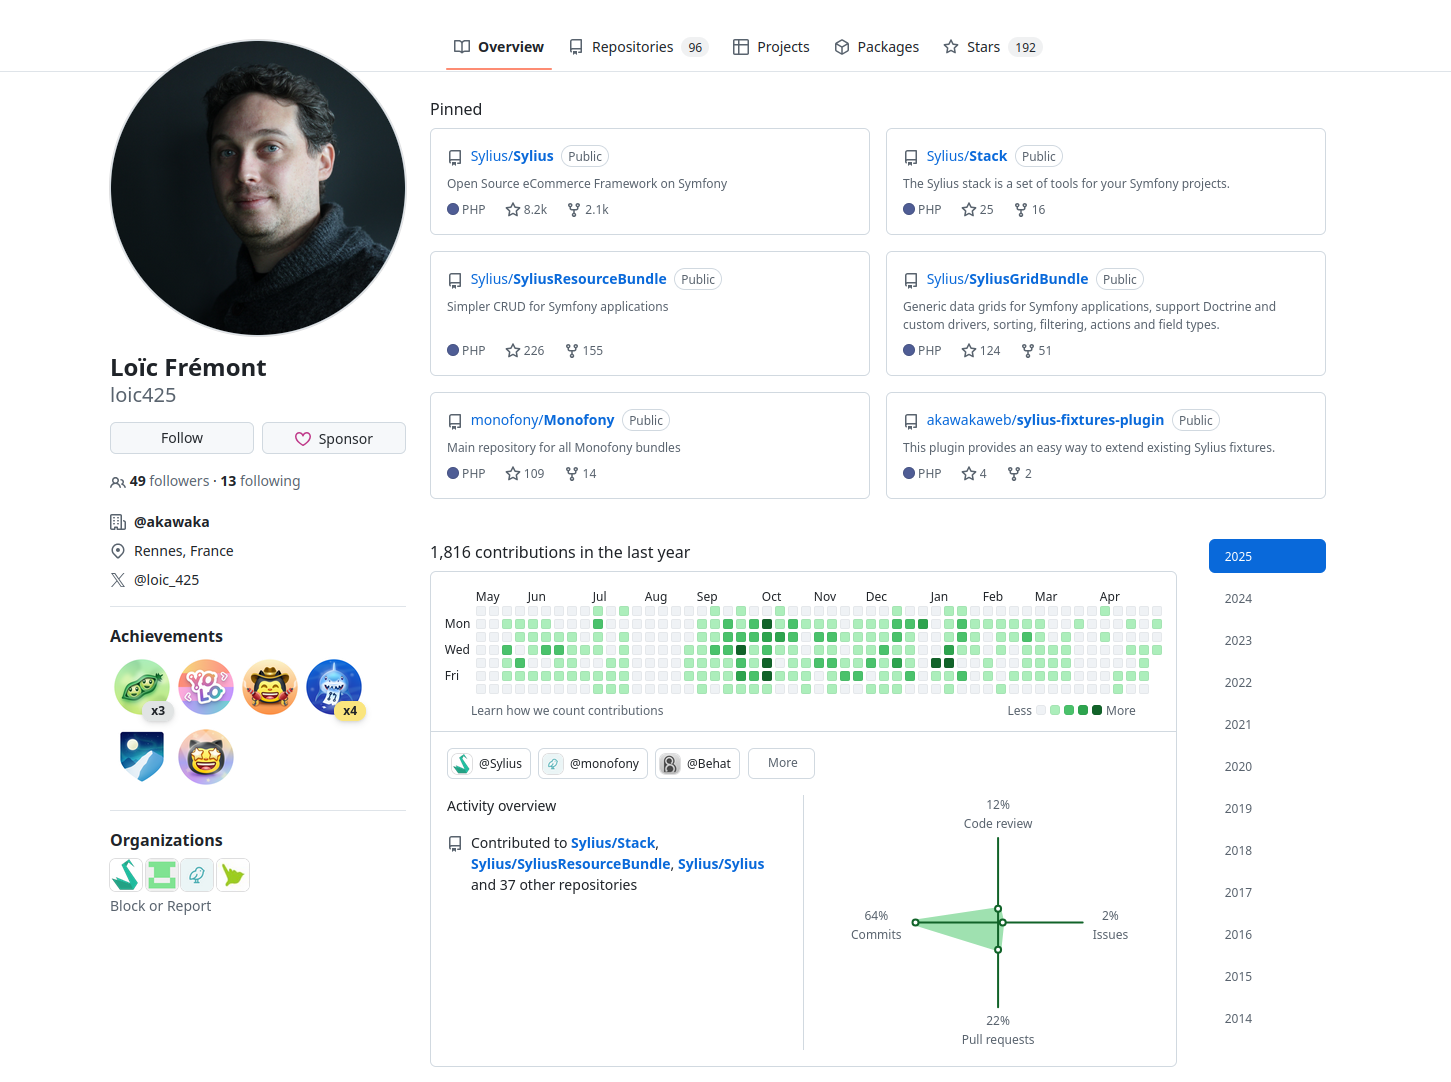 Overview
Repositories 96
Projects
Packages
Stars 192
Loïc Frémont
loic425
Follow
Sponsor
49 followers · 13 following
@akawaka
Rennes, France
@loic_425
Achievements
x3
YOLO
x4
Organizations
Block or Report
Pinned
Sylius/Sylius Public
Open Source eCommerce Framework on Symfony
PHP 8.2k 2.1k
Sylius/Stack Public
The Sylius stack is a set of tools for your Symfony projects.
PHP 25 16
Sylius/SyliusResourceBundle Public
Simpler CRUD for Symfony applications
PHP 226 155
Sylius/SyliusGridBundle Public
Generic data grids for Symfony applications, support Doctrine and
custom drivers, sorting, filtering, actions and field types.
PHP 124 51
monofony/Monofony Public
Main repository for all Monofony bundles
PHP 109 14
akawakaweb/sylius-fixtures-plugin Public
This plugin provides an easy way to extend existing Sylius fixtures.
PHP 4 2
1,816 contributions in the last year
May Jun Jul Aug Sep Oct Nov Dec Jan Feb Mar Apr
Mon
Wed
Fri
Learn how we count contributions
Less More
@Sylius
@monofony
@Behat
More
Activity overview
Contributed to Sylius/Stack,
Sylius/SyliusResourceBundle, Sylius/Sylius
and 37 other repositories
12%
Code review
64%
Commits
2%
Issues
22%
Pull requests
2025
2024
2023
2022
2021
2020
2019
2018
2017
2016
2015
2014